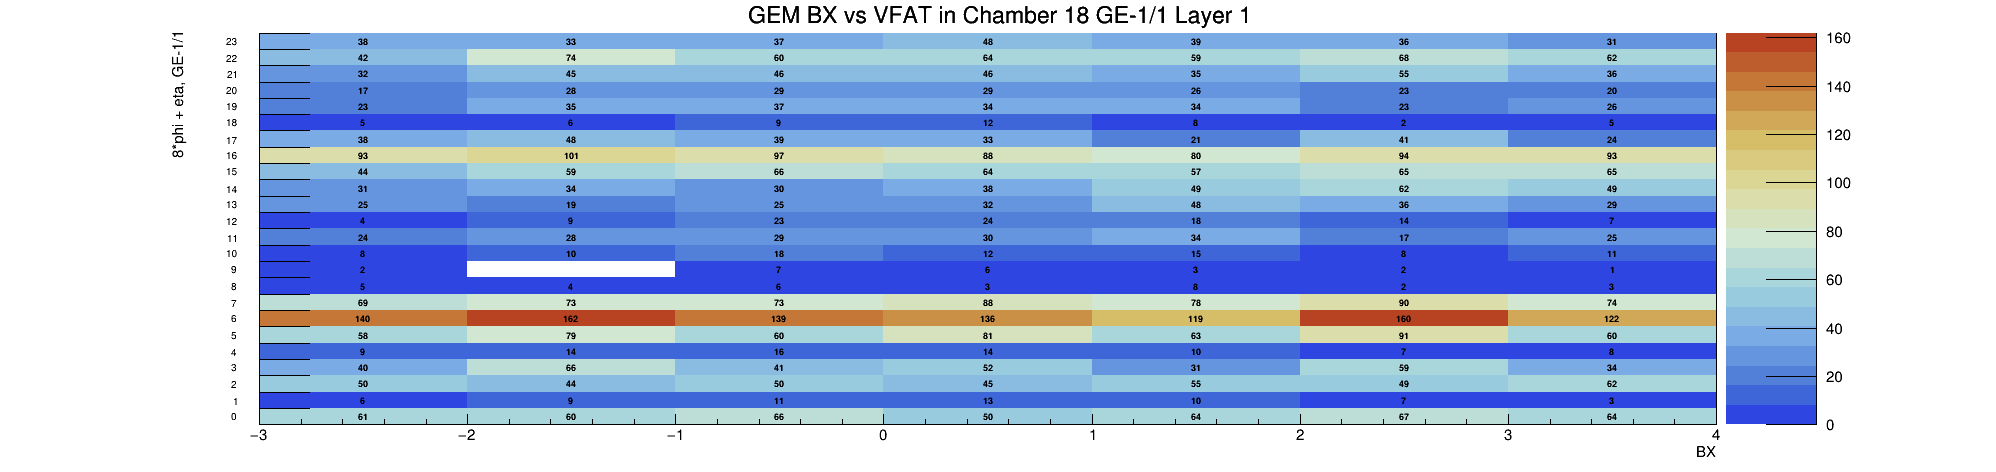 GEM BX vs VFAT in Chamber 18 GE-1/1 Layer 1
8*phi + eta, GE-1/1
23 38 33 37 48 39 36 31 160
22 42 74 60 64 59 68 62
21 32 45 46 46 35 55 36
20 17 28 29 29 26 23 20 140
19 23 35 37 34 34 23 26
18 5 6 9 12 8 2 5
17 38 48 39 33 21 41 24 120
16 93 101 97 88 80 94 93
15 44 59 66 64 57 65 65
14 31 34 30 38 49 62 49 100
13 25 19 25 32 48 36 29
12 4 9 23 24 18 14 7
11 24 28 29 30 34 17 25 80
10 8 10 18 12 15 8 11
9 2 7 6 3 2 1
8 5 4 6 3 8 2 3 60
7 69 73 73 88 78 90 74
6 140 162 139 136 119 160 122
5 58 79 60 81 63 91 60 40
4 9 14 16 14 10 7 8
3 40 66 41 52 31 59 34
2 50 44 50 45 55 49 62 20
1 6 9 11 13 10 7 3
0 61 60 66 50 64 67 64 0
−3 −2 −1 0 1 2 3 4
BX